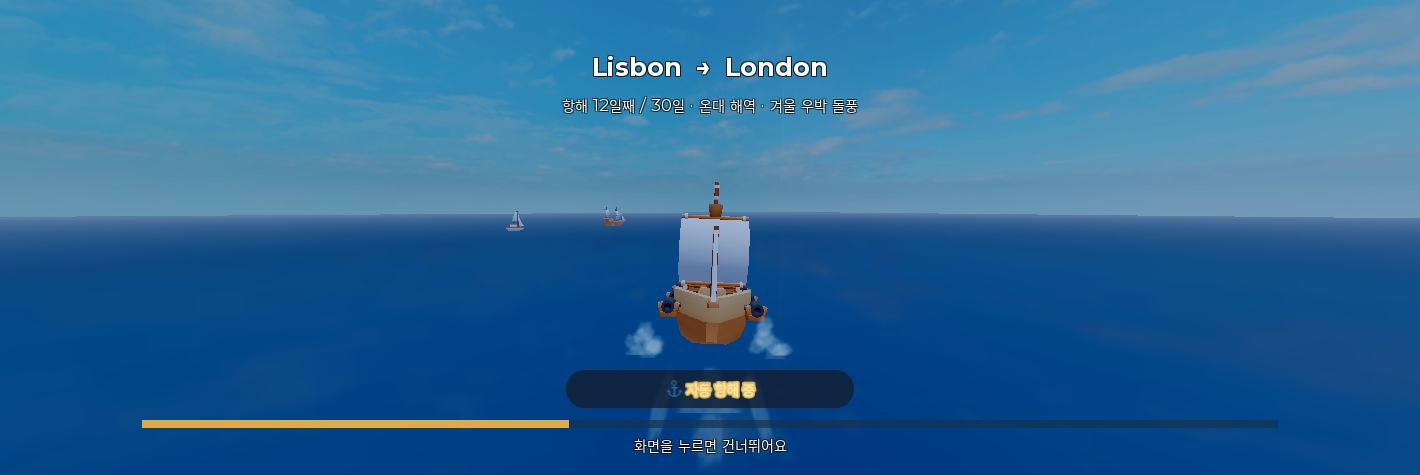 Lisbon → London
항해 12일째 / 30일 · 온대 해역 · 겨울 우박 돌풍
⚓ 자동 항해 중
화면을 누르면 건너뛰어요